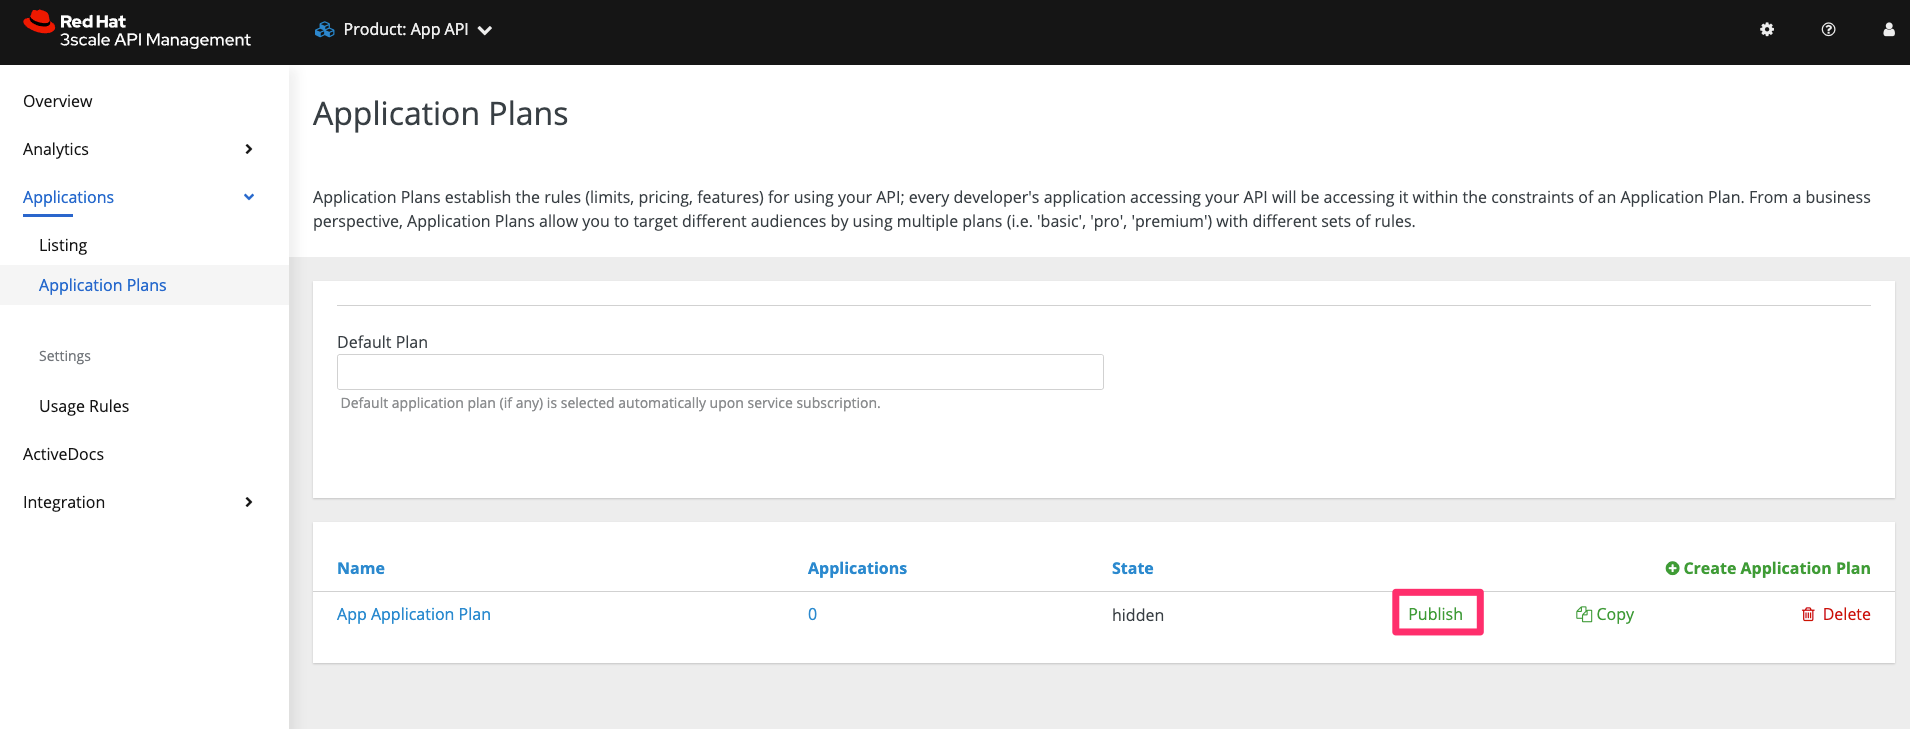 Red Hat
3scale API Management
Product: App API
Overview
Analytics
Applications
Listing
Application Plans
Settings
Usage Rules
ActiveDocs
Integration
Application Plans
Application Plans establish the rules (limits, pricing, features) for using your API; every developer's application accessing your API will be accessing it within the constraints of an Application Plan. From a business
perspective, Application Plans allow you to target different audiences by using multiple plans (i.e. 'basic', 'pro', 'premium') with different sets of rules.
Default Plan
Default application plan (if any) is selected automatically upon service subscription.
Name Applications State Create Application Plan
App Application Plan 0 hidden Publish Copy Delete